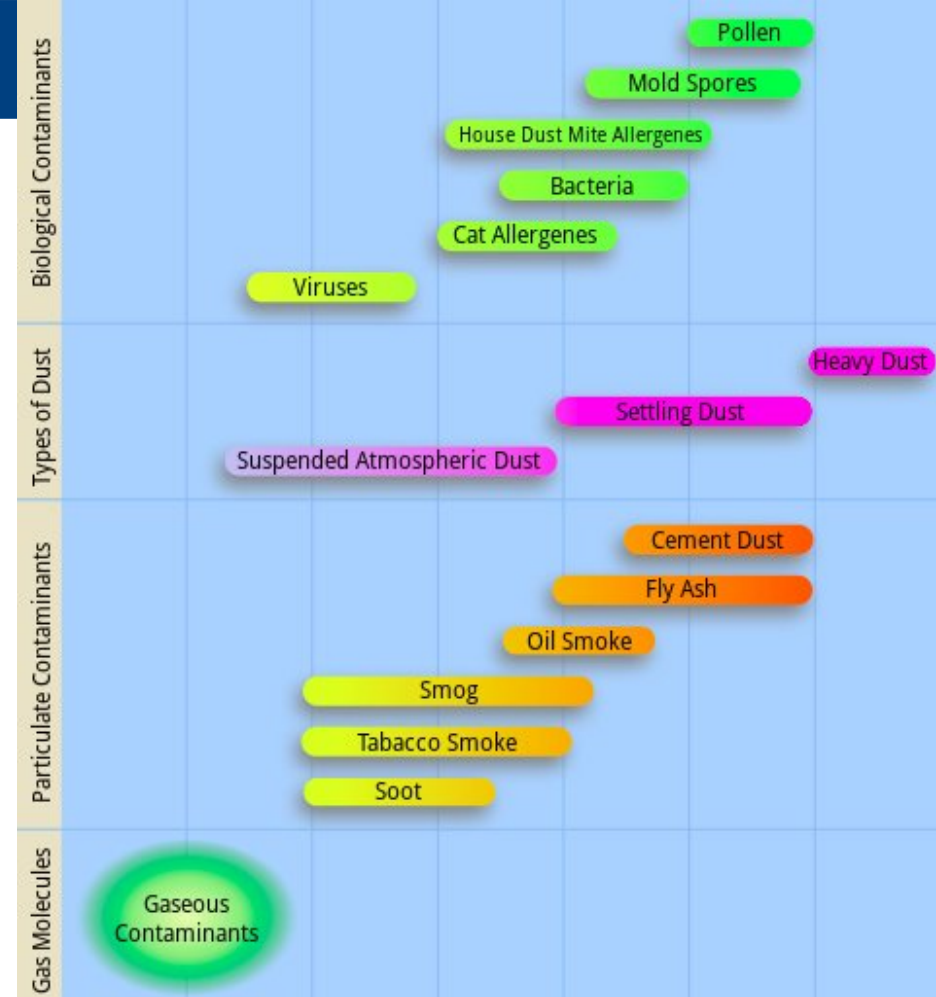 Biological Contaminants
Pollen
Mold Spores
House Dust Mite Allergenes
Bacteria
Cat Allergenes
Viruses
Types of Dust
Heavy Dust
Settling Dust
Suspended Atmospheric Dust
Particulate Contaminants
Cement Dust
Fly Ash
Oil Smoke
Smog
Tabacco Smoke
Soot
Gas Molecules
Gaseous
Contaminants